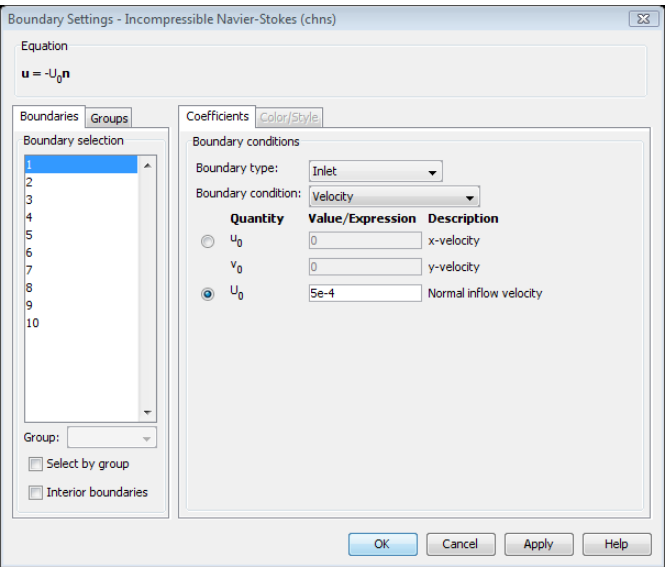 Boundary Settings - Incompressible Navier-Stokes (chns)
Equation
u = -U0n
Boundaries Groups
Boundary selection
1
2
3
4
5
6
7
8
9
10
Group:
Select by group
Interior boundaries
Coefficients Color/Style
Boundary conditions
Boundary type: Inlet
Boundary condition: Velocity
Quantity Value/Expression Description
u0 0 x-velocity
v0 0 y-velocity
U0 5e-4 Normal inflow velocity
OK Cancel Apply Help